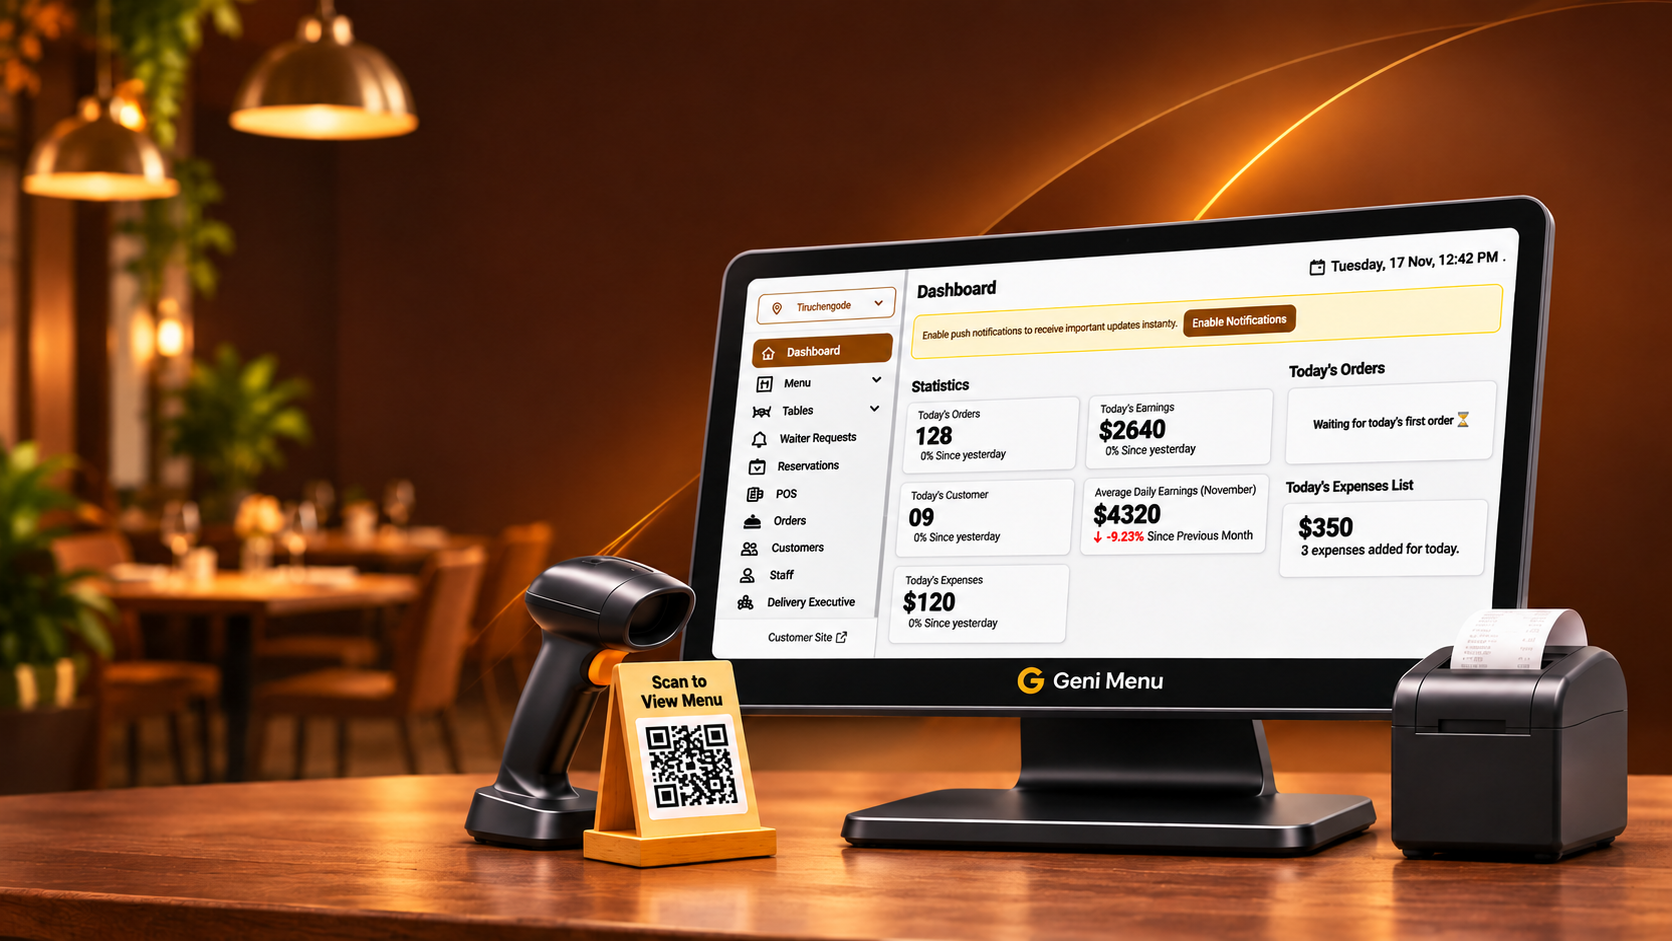 Tuesday, 17 Nov, 12:42 PM .
Tiruchengode
Dashboard
Menu
Tables
Waiter Requests
Reservations
POS
Orders
Customers
Staff
Delivery Executive
Customer Site
Dashboard
Enable push notifications to receive important updates instanty.
Enable Notifications
Statistics
Today's Orders
128
0% Since yesterday
Today's Earnings
$2640
0% Since yesterday
Today's Customer
09
0% Since yesterday
Average Daily Earnings (November)
$4320
↓ -9.23% Since Previous Month
Today's Expenses
$120
0% Since yesterday
Today's Orders
Waiting for today's first order ⏳
Today's Expenses List
$350
3 expenses added for today.
G Geni Menu
Scan to
View Menu